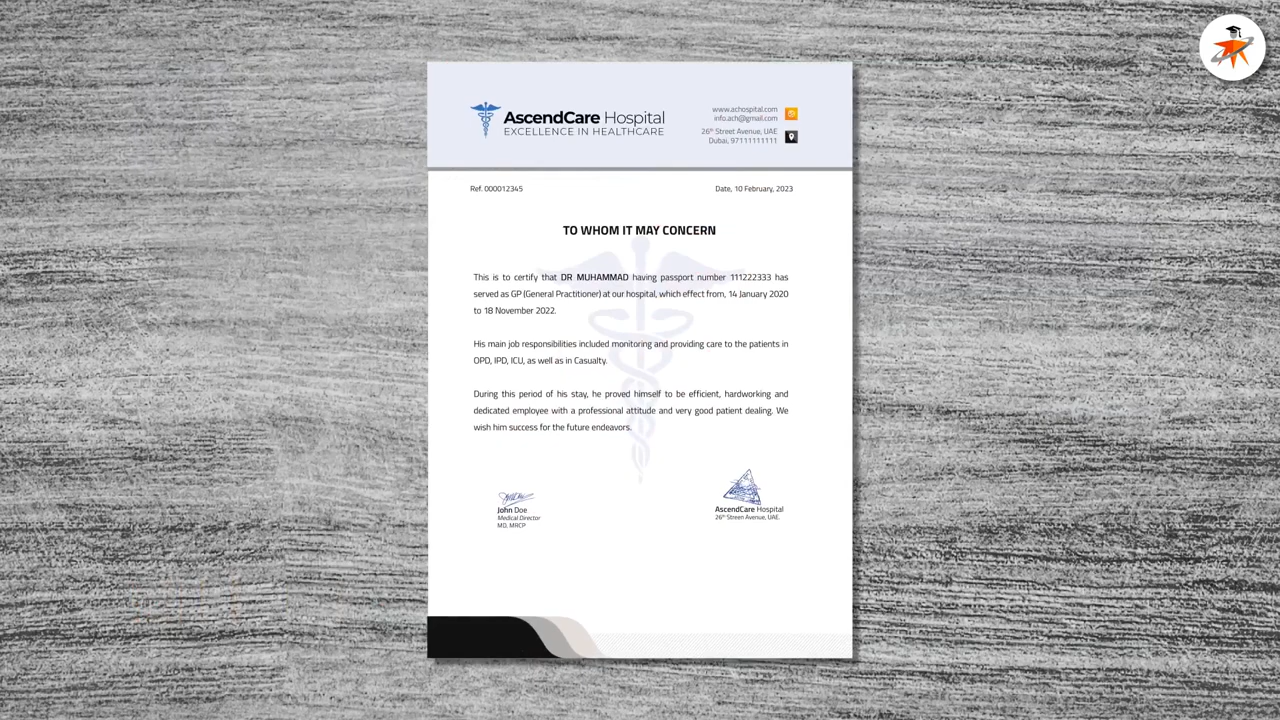 AscendCare Hospital
EXCELLENCE IN HEALTHCARE
www.achospital.com
info.ach@gmail.com
26th Street Avenue, UAE
Dubai, 97111111111
Ref. 000012345
Date, 10 February, 2023
TO WHOM IT MAY CONCERN
This is to certify that DR MUHAMMAD having passport number 111222333 has
served as GP (General Practitioner) at our hospital, which effect from, 14 January 2020
to 18 November 2022.
His main job responsibilities included monitoring and providing care to the patients in
OPD, IPD, ICU, as well as in Casualty.
During this period of his stay, he proved himself to be efficient, hardworking and
dedicated employee with a professional attitude and very good patient dealing. We
wish him success for the future endeavors.
John Doe
Medical Director
MD, MRCP
AscendCare Hospital
26th Streen Avenue, UAE.